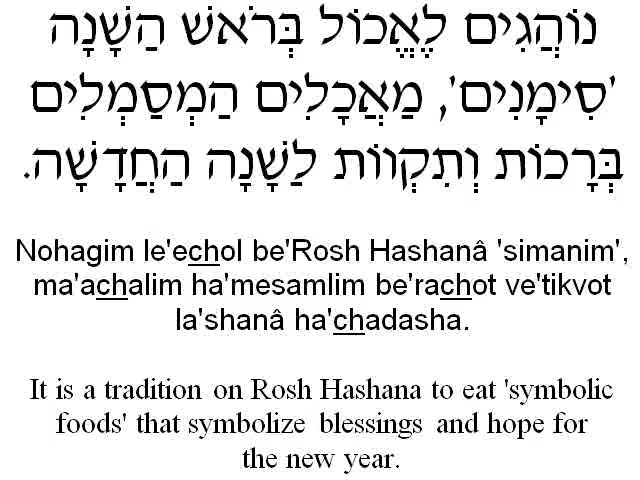 נוֹהֲגִים לֶאֱכוֹל בְּרֹאשׁ הַשָּׁנָה
'סִימָנִים', מַאֲכָלִים הַמְסַמְלִים
בְּרָכוֹת וְתִקְווֹת לַשָּׁנָה הַחֲדָשָׁה.
Nohagim le'echol be'Rosh Hashanâ 'simanim',
ma'achalim ha'mesamlim be'rachot ve'tikvot
la'shanâ ha'chadasha.
It is a tradition on Rosh Hashana to eat 'symbolic
foods' that symbolize blessings and hope for
the new year.